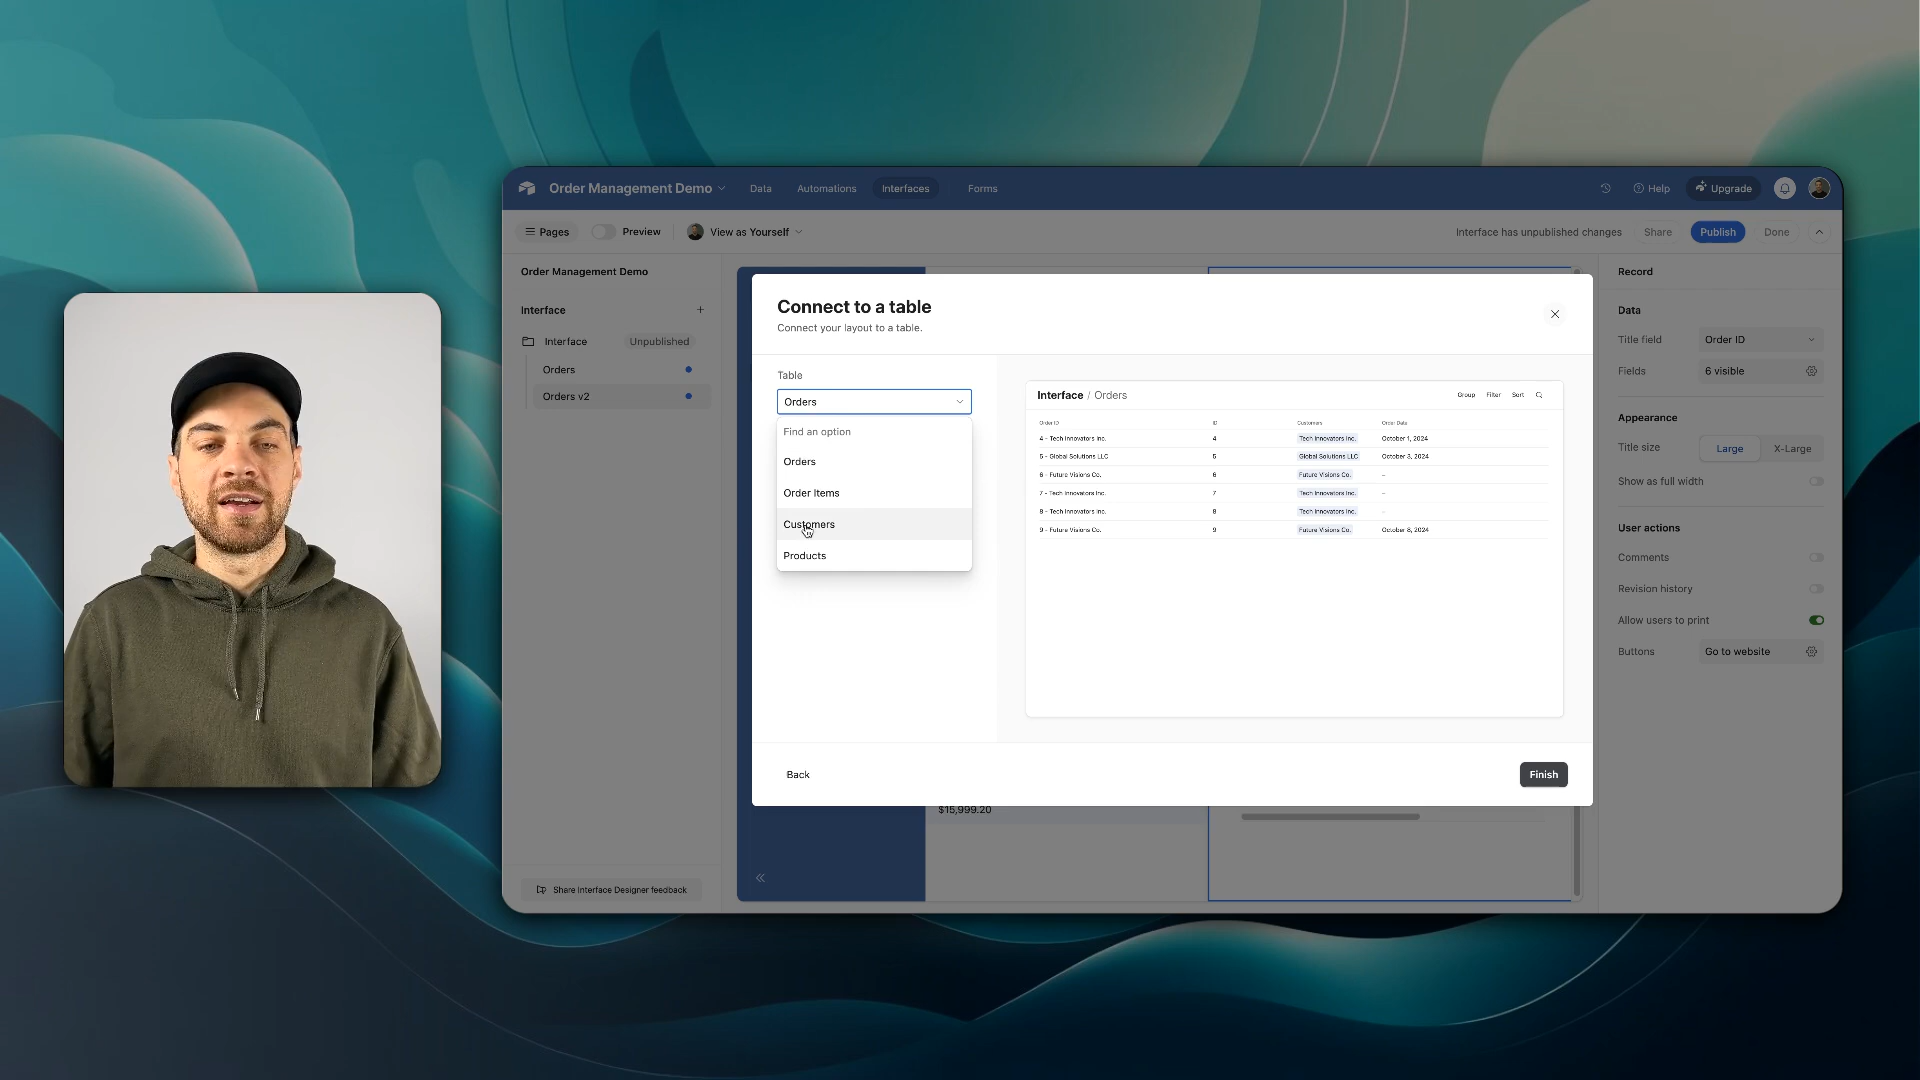 Order Management Demo
Data
Automations
Interfaces
Forms
Help
Upgrade
Pages
Preview
View as Yourself
Interface has unpublished changes
Share
Publish
Done
Order Management Demo
Interface
Interface
Unpublished
Orders
Orders v2
Share Interface Designer feedback
Connect to a table
Connect your layout to a table.
Table
Orders
Find an option
Orders
Order Items
Customers
Products
Interface / Orders
Group Filter Sort
Order ID ID Customers Order Date
4 - Tech Innovators Inc. 4 Tech Innovators Inc. October 1, 2024
5 - Global Solutions LLC 5 Global Solutions LLC October 3, 2024
6 - Future Visions Co. 6 Future Visions Co. -
7 - Tech Innovators Inc. 7 Tech Innovators Inc. -
8 - Tech Innovators Inc. 8 Tech Innovators Inc. -
9 - Future Visions Co. 9 Future Visions Co. October 8, 2024
Back
Finish
$15,999.20
Record
Data
Title field Order ID
Fields 6 visible
Appearance
Title size Large X-Large
Show as full width
User actions
Comments
Revision history
Allow users to print
Buttons Go to website